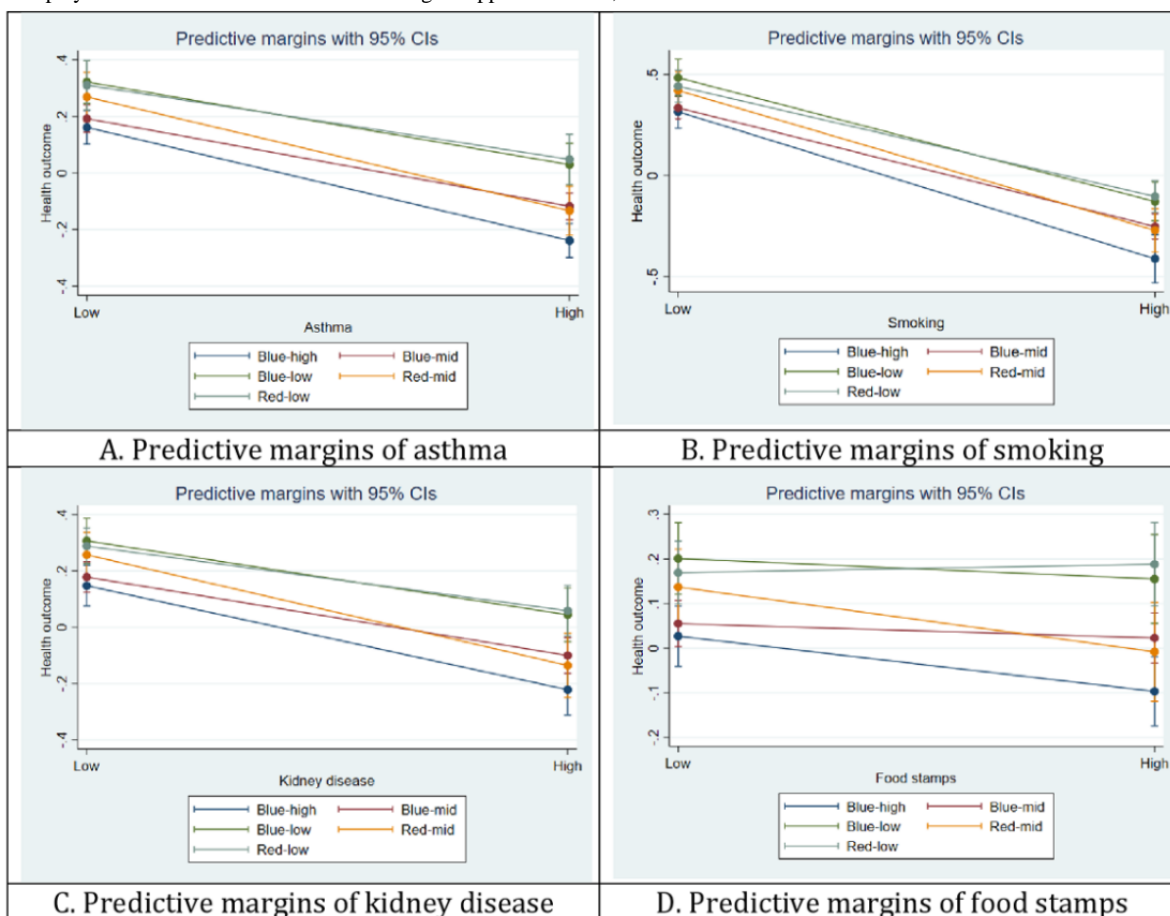 Predictive margins with 95% CIs
Health outcome
.4
.2
0
-.2
-.4
Low
High
Asthma
Blue-high
Blue-mid
Blue-low
Red-mid
Red-low
A. Predictive margins of asthma
Predictive margins with 95% CIs
Health outcome
.5
0
-.5
Low
High
Smoking
Blue-high
Blue-mid
Blue-low
Red-mid
Red-low
B. Predictive margins of smoking
Predictive margins with 95% CIs
Health outcome
.4
.2
0
-.2
-.4
Low
High
Kidney disease
Blue-high
Blue-mid
Blue-low
Red-mid
Red-low
C. Predictive margins of kidney disease
Predictive margins with 95% CIs
Health outcome
.3
.2
.1
0
-.1
-.2
Low
High
Food stamps
Blue-high
Blue-mid
Blue-low
Red-mid
Red-low
D. Predictive margins of food stamps